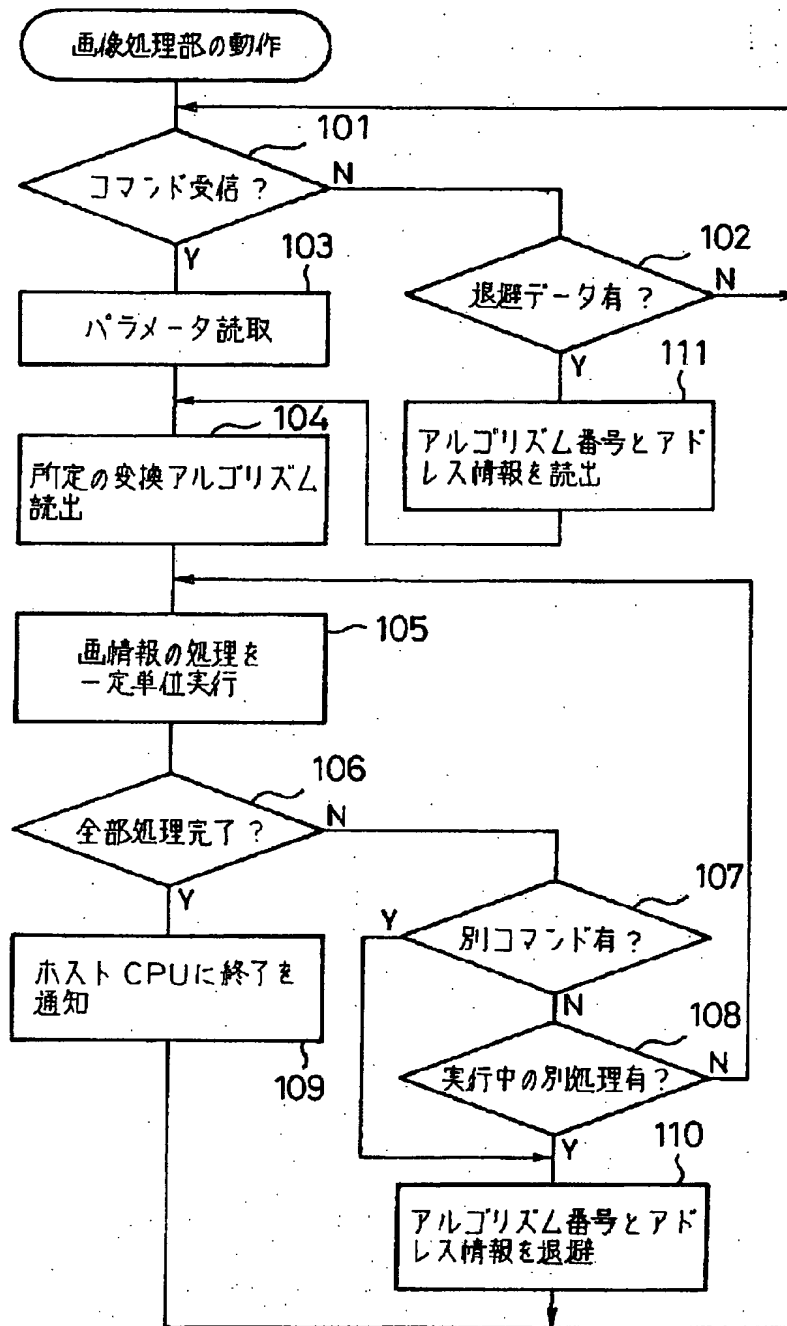 画像処理部の動作
101
コマンド受信?
N
Y
102
退避データ有?
N
Y
103
パラメータ読取
111
アルゴリズム番号とアド
レス情報を読出
104
所定の変換アルゴリズム
読出
105
画情報の処理を
一定単位実行
106
全部処理完了?
N
Y
107
別コマンド有?
Y
N
108
実行中の別処理有?
N
Y
ホストCPUに終了を
通知
109
110
アルゴリズム番号とアド
レス情報を退避